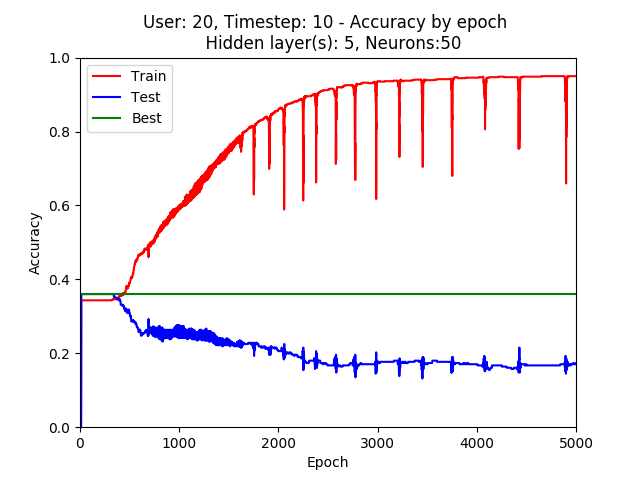 User: 20, Timestep: 10 - Accuracy by epoch
Hidden layer(s): 5, Neurons:50
1.0
0.8
0.6
0.4
0.2
0.0
Accuracy
Train
Test
Best
0 1000 2000 3000 4000 5000
Epoch